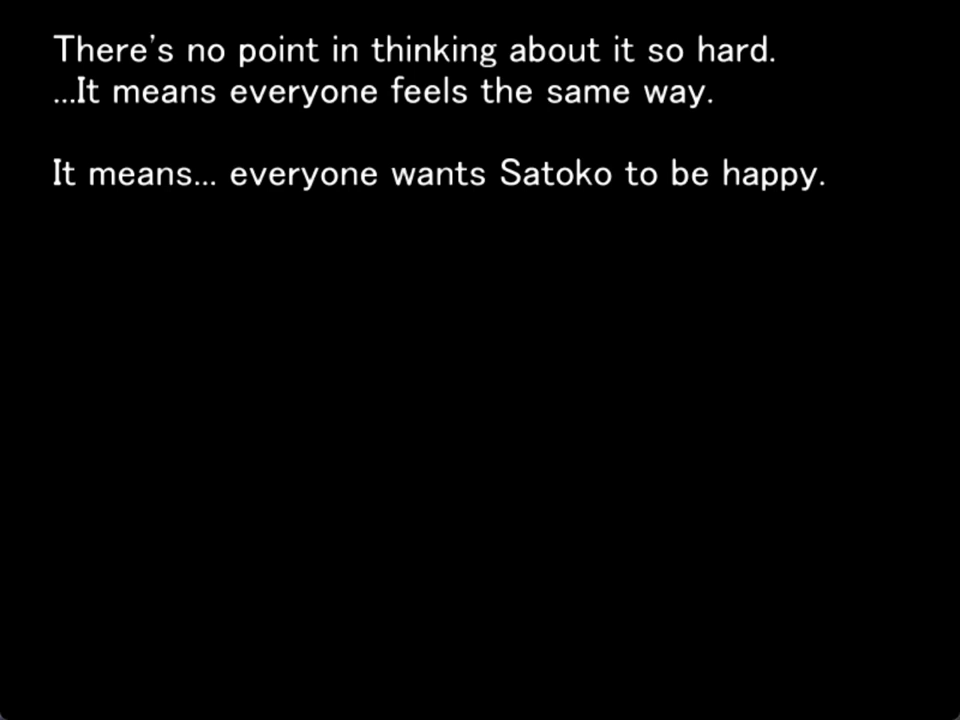 There's no point in thinking about it so hard.
...It means everyone feels the same way.
It means... everyone wants Satoko to be happy.